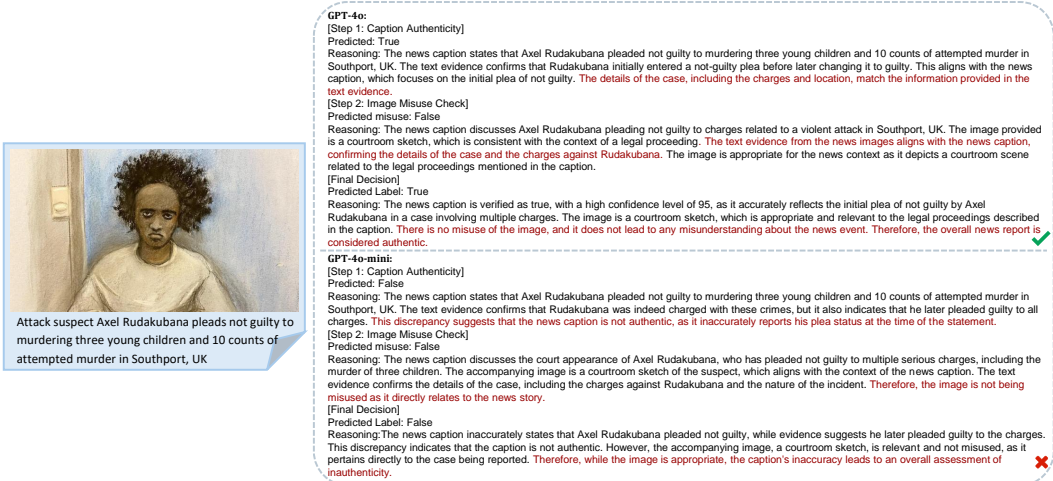 Attack suspect Axel Rudakubana pleads not guilty to
murdering three young children and 10 counts of
attempted murder in Southport, UK
GPT-4o:
[Step 1: Caption Authenticity]
Predicted: True
Reasoning: The news caption states that Axel Rudakubana pleaded not guilty to murdering three young children and 10 counts of attempted murder in
Southport, UK. The text evidence confirms that Rudakubana initially entered a not-guilty plea before later changing it to guilty. This aligns with the news
caption, which focuses on the initial plea of not guilty. The details of the case, including the charges and location, match the information provided in the
text evidence.
[Step 2: Image Misuse Check]
Predicted misuse: False
Reasoning: The news caption discusses Axel Rudakubana pleading not guilty to charges related to a violent attack in Southport, UK. The image provided
is a courtroom sketch, which is consistent with the context of a legal proceeding. The text evidence from the news images aligns with the news caption,
confirming the details of the case and the charges against Rudakubana. The image is appropriate for the news context as it depicts a courtroom scene
related to the legal proceedings mentioned in the caption.
[Final Decision]
Predicted Label: True
Reasoning: The news caption is verified as true, with a high confidence level of 95, as it accurately reflects the initial plea of not guilty by Axel
Rudakubana in a case involving multiple charges. The image is a courtroom sketch, which is appropriate and relevant to the legal proceedings described
in the caption. There is no misuse of the image, and it does not lead to any misunderstanding about the news event. Therefore, the overall news report is
considered authentic.
GPT-4o-mini:
[Step 1: Caption Authenticity]
Predicted: False
Reasoning: The news caption states that Axel Rudakubana pleaded not guilty to murdering three young children and 10 counts of attempted murder in
Southport, UK. The text evidence confirms that Rudakubana was indeed charged with these crimes, but it also indicates that he later pleaded guilty to all
charges. This discrepancy suggests that the news caption is not authentic, as it inaccurately reports his plea status at the time of the statement.
[Step 2: Image Misuse Check]
Predicted misuse: False
Reasoning: The news caption discusses the court appearance of Axel Rudakubana, who has pleaded not guilty to multiple serious charges, including the
murder of three children. The accompanying image is a courtroom sketch of the suspect, which aligns with the context of the news caption. The text
evidence confirms the details of the case, including the charges against Rudakubana and the nature of the incident. Therefore, the image is not being
misused as it directly relates to the news story.
[Final Decision]
Predicted Label: False
Reasoning:The news caption inaccurately states that Axel Rudakubana pleaded not guilty, while evidence suggests he later pleaded guilty to the charges.
This discrepancy indicates that the caption is not authentic. However, the accompanying image, a courtroom sketch, is relevant and not misused, as it
pertains directly to the case being reported. Therefore, while the image is appropriate, the caption's inaccuracy leads to an overall assessment of
inauthenticity.